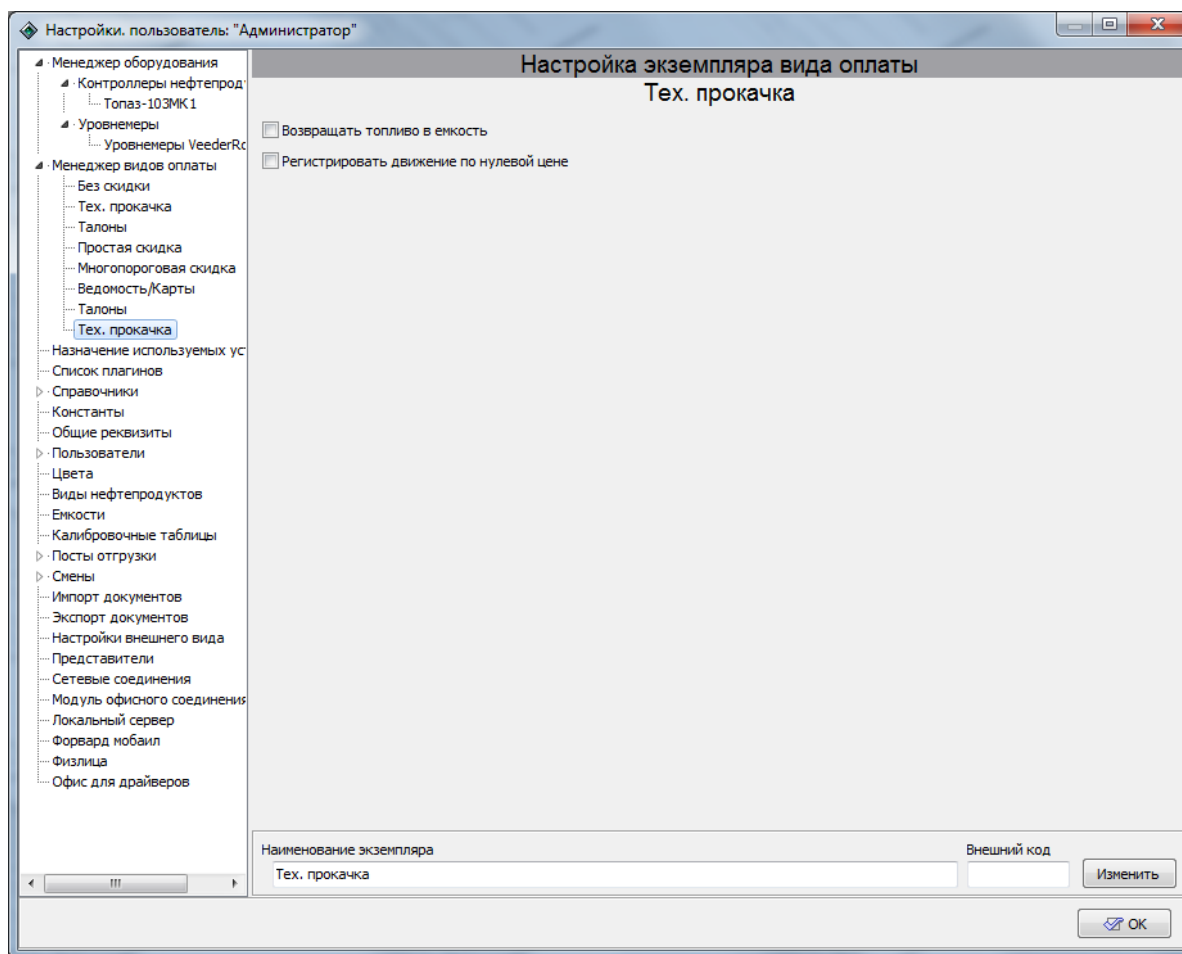 Настройки. пользователь: "Администратор"
Менеджер оборудования
Контроллеры нефтепрод
Топаз-103МК1
Уровнемеры
Уровнемеры VeederRo
Менеджер видов оплаты
Без скидки
Тех. прокачка
Талоны
Простая скидка
Многопороговая скидка
Ведомость/Карты
Талоны
Тех. прокачка
Назначение используемых ус
Список плагинов
Справочники
Константы
Общие реквизиты
Пользователи
Цвета
Виды нефтепродуктов
Емкости
Калибровочные таблицы
Посты отгрузки
Смены
Импорт документов
Экспорт документов
Настройки внешнего вида
Представители
Сетевые соединения
Модуль офисного соединения
Локальный сервер
Форвард мобаил
Физлица
Офис для драйверов
Настройка экземпляра вида оплаты
Тех. прокачка
Возвращать топливо в емкость
Регистрировать движение по нулевой цене
Наименование экземпляра
Внешний код
Тех. прокачка
Изменить
OK